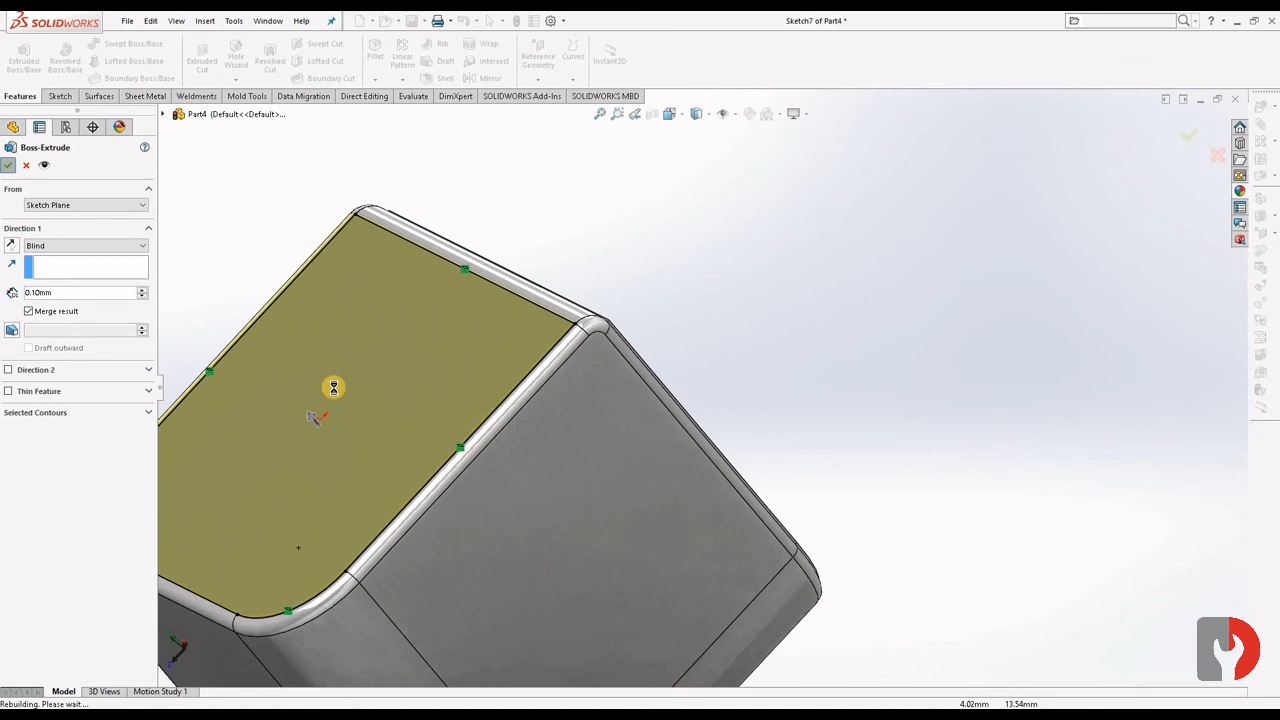 SOLIDWORKS File Edit View Insert Tools Window Help Sketch7 of Part4 *
Extruded Boss/Base
Revolved Boss/Base
Swept Boss/Base
Lofted Boss/Base
Boundary Boss/Base
Extruded Cut
Hole Wizard
Revolved Cut
Swept Cut
Lofted Cut
Boundary Cut
Fillet
Linear Pattern
Rib
Draft
Shell
Wrap
Intersect
Mirror
Reference Geometry
Curves
Instant3D
Features Sketch Surfaces Sheet Metal Weldments Mold Tools Data Migration Direct Editing Evaluate DimXpert SOLIDWORKS Add-Ins SOLIDWORKS MBD
Part4 (Default<<Default>...
Boss-Extrude
From
Sketch Plane
Direction 1
Blind
0.10mm
Merge result
Draft outward
Direction 2
Thin Feature
Selected Contours
Model 3D Views Motion Study 1
Rebuilding. Please wait ... 4.02mm 13.54mm